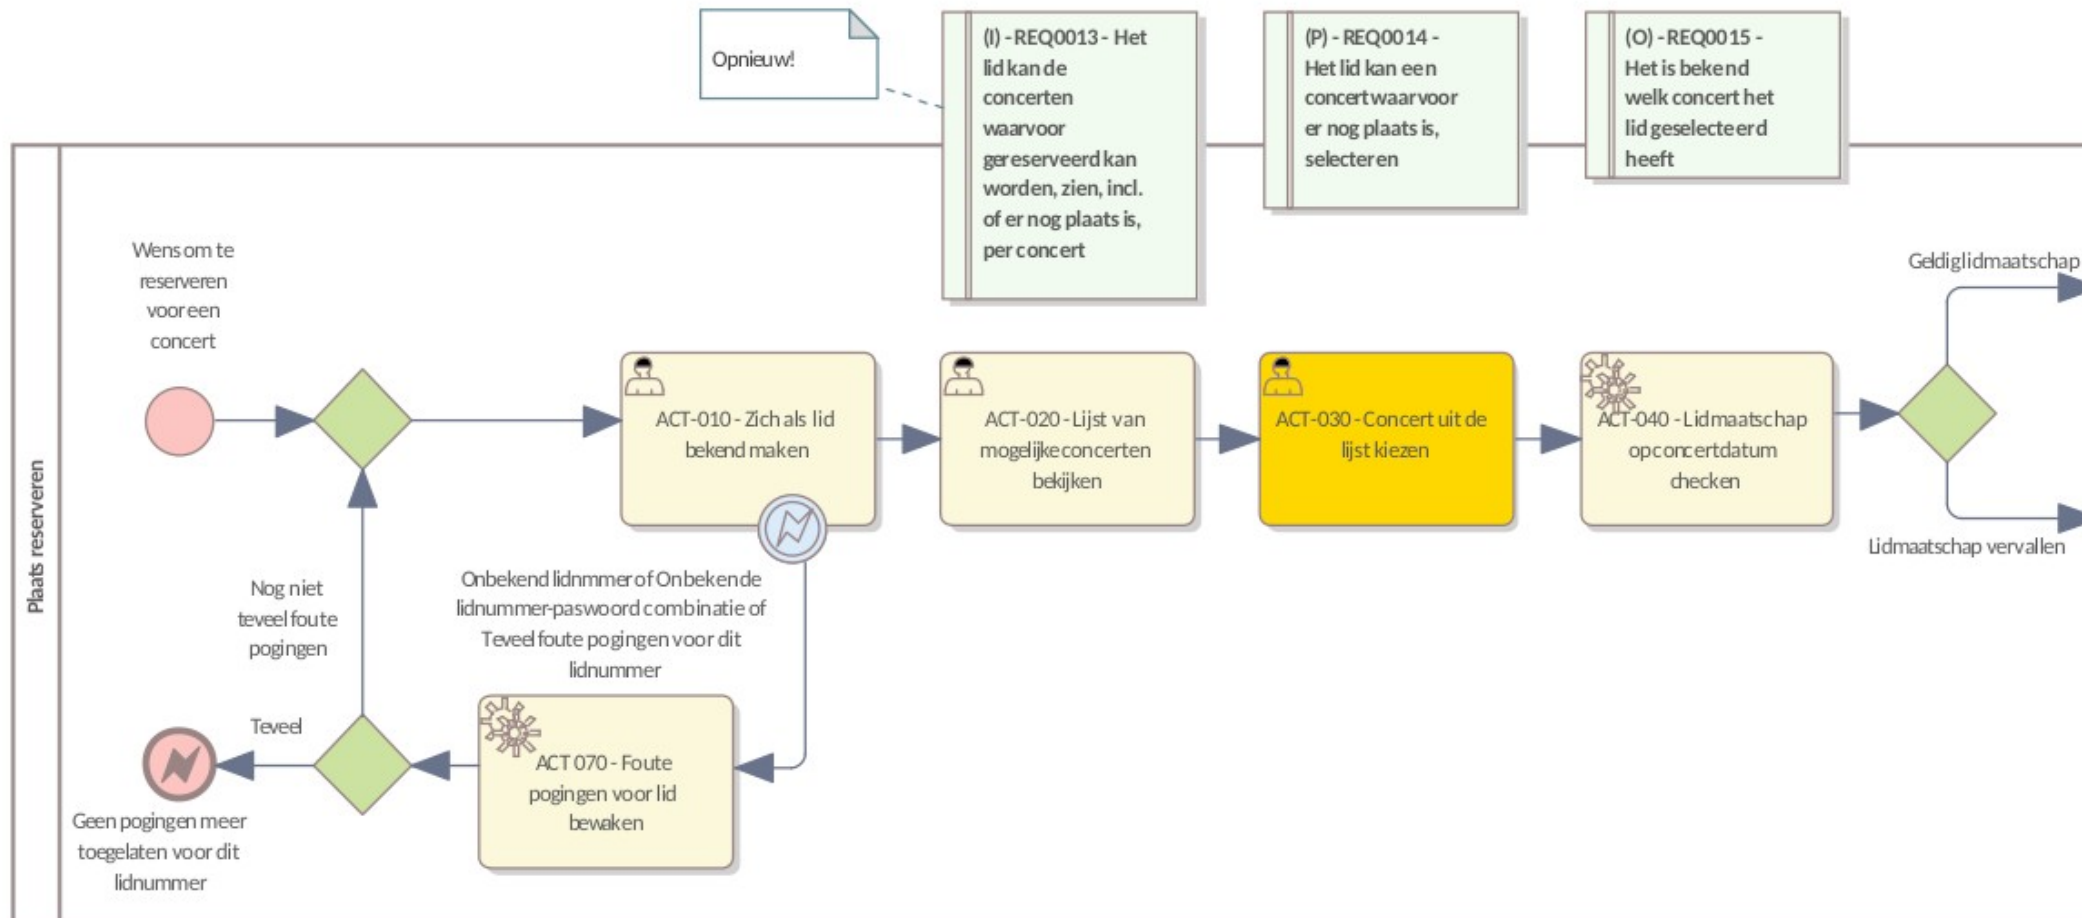 Opnieuw!
(I) - REQ0013 - Het
lid kan de
concerten
waarvoor
gereserveerd kan
worden, zien, incl.
of er nog plaats is,
per concert
(P) - REQ0014 -
Het lid kan een
concert waarvoor
er nog plaats is,
selecteren
(O) - REQ0015 -
Het is bekend
welk concert het
lid geselecteerd
heeft
Plaats reserveren
Wens om te
reserveren
voor een
concert
ACT-010 - Zich als lid
bekend maken
ACT-020 - Lijst van
mogelijke concerten
bekijken
ACT-030 - Concert uit de
lijst kiezen
ACT-040 - Lidmaatschap
op concertdatum
checken
Geldig lidmaatschap
Lidmaatschap vervallen
Onbekend lidnmmer of Onbekende
lidnummer-paswoord combinatie of
Teveel foute pogingen voor dit
lidnummer
Nog niet
teveel foute
pogingen
Teveel
ACT 070 - Foute
pogingen voor lid
bewaken
Geen pogingen meer
toegelaten voor dit
lidnummer